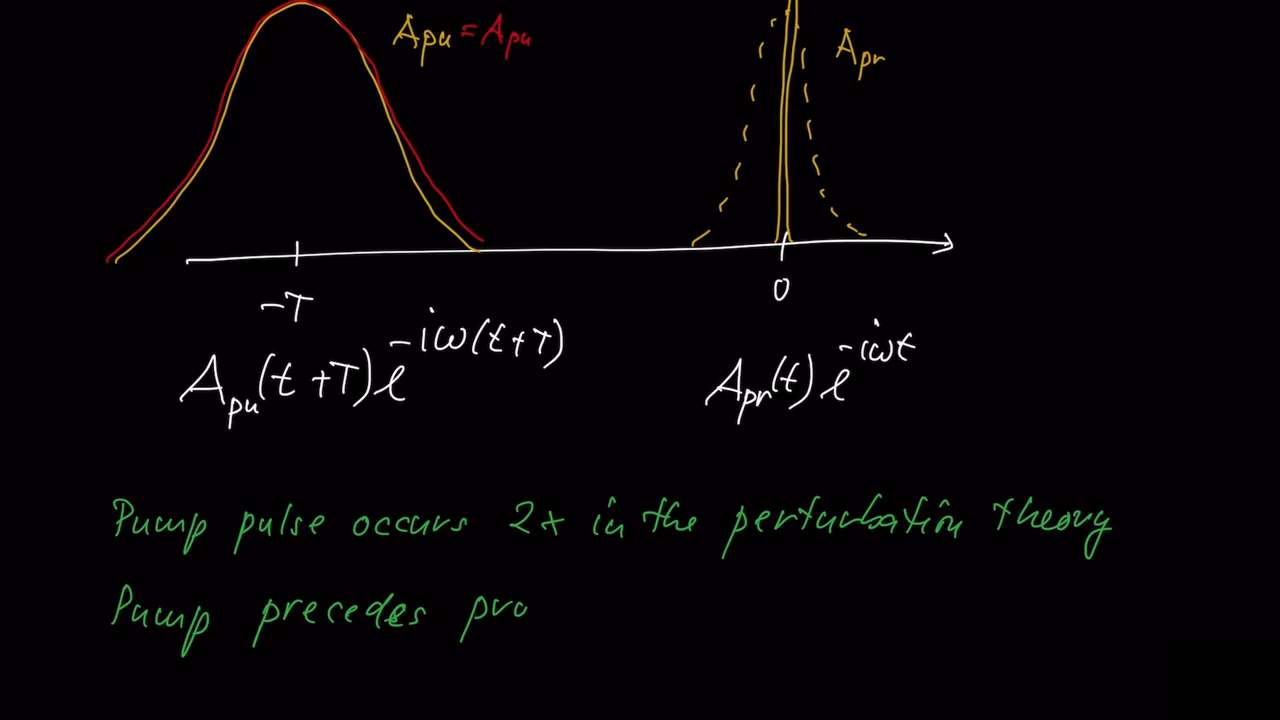 Apu = Apu
Apr
-T
0
Apu(t+T)e^-iω(t+T)
Apr(t)e^-iωt
Pump pulse occurs 2x in the perturbation theory
Pump precedes pro